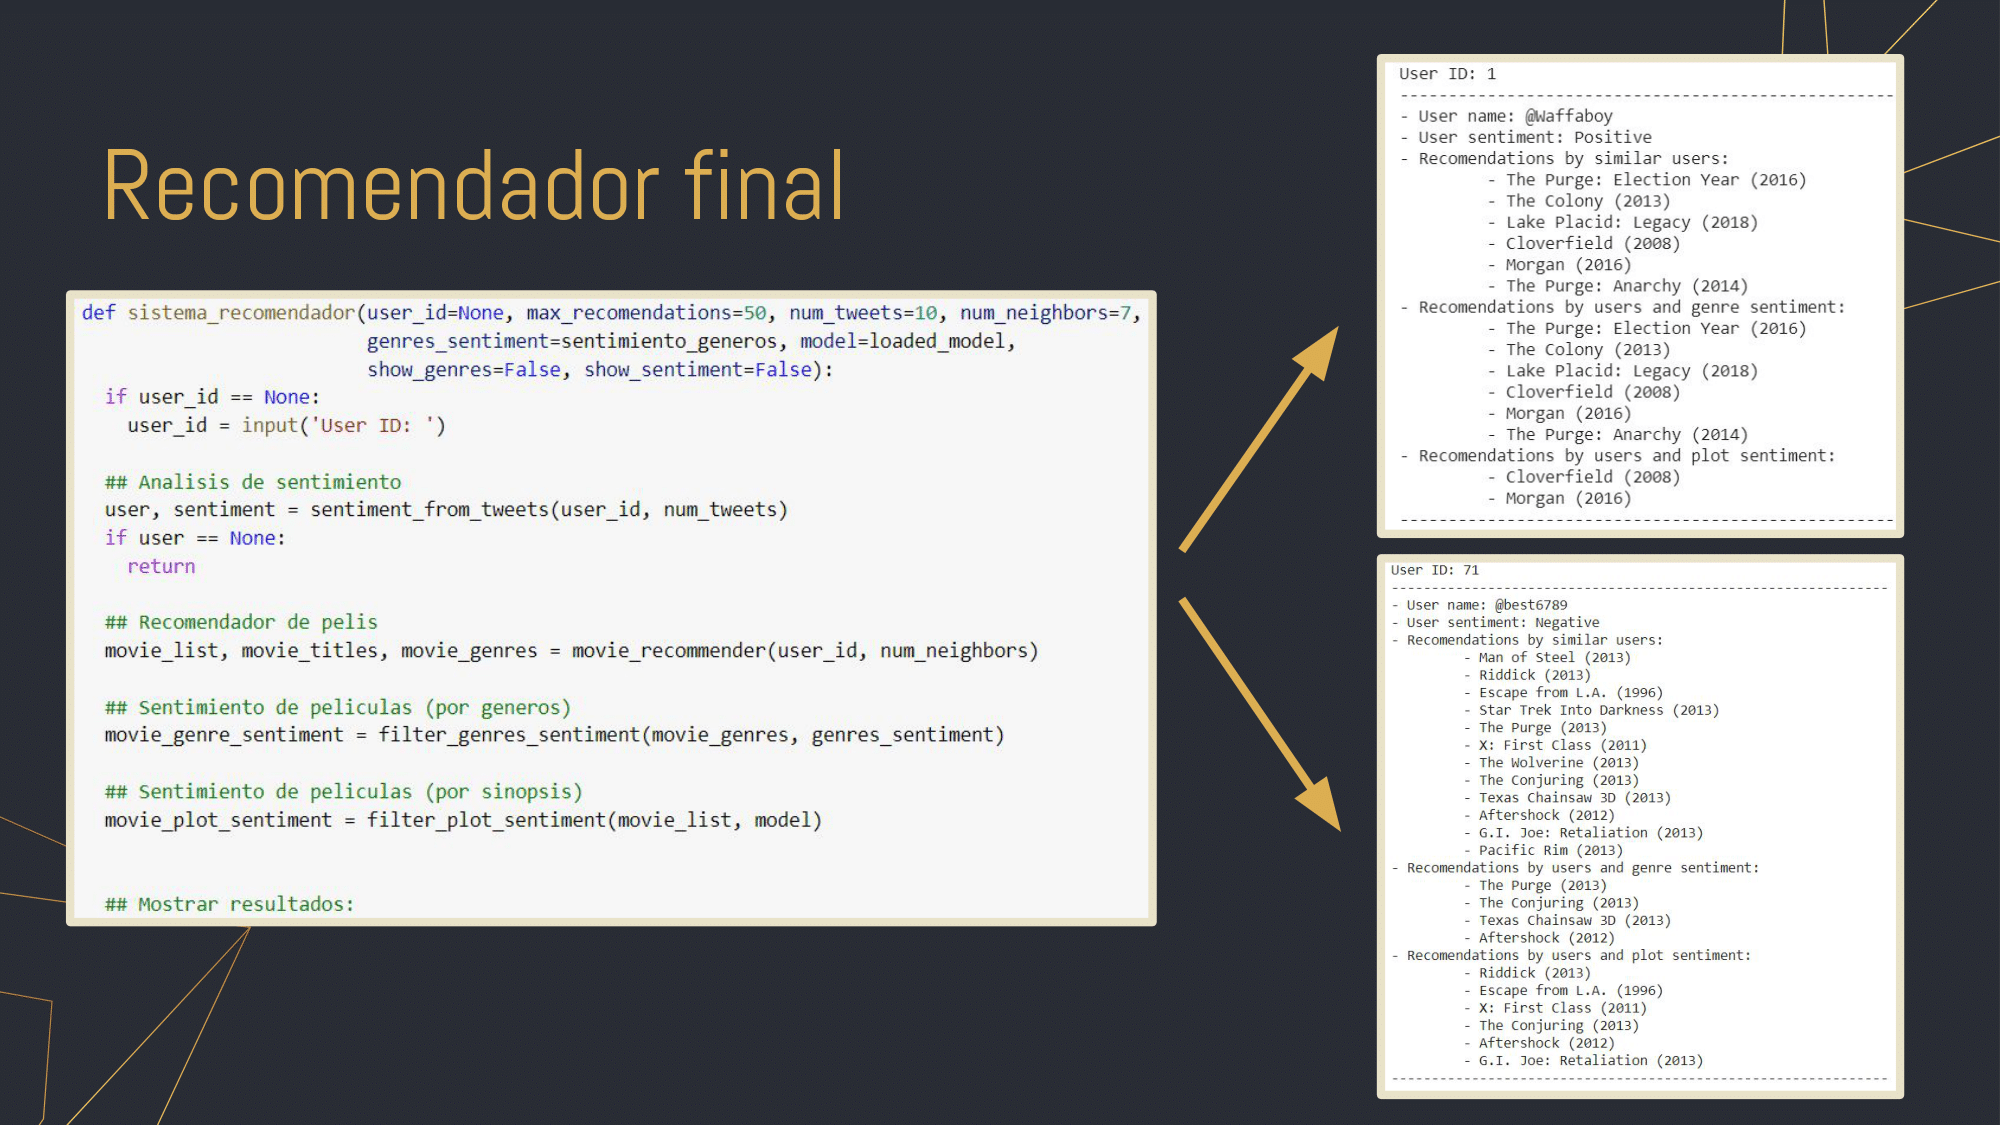 Recomendador final
def sistema_recomendador(user_id=None, max_recomendations=50, num_tweets=10, num_neighbors=7,
genres_sentiment=sentimiento_generos, model=loaded_model,
show_genres=False, show_sentiment=False):
if user_id == None:
user_id = input('User ID: ')
## Analisis de sentimiento
user, sentiment = sentiment_from_tweets(user_id, num_tweets)
if user == None:
return
## Recomendador de pelis
movie_list, movie_titles, movie_genres = movie_recommender(user_id, num_neighbors)
## Sentimiento de peliculas (por generos)
movie_genre_sentiment = filter_genres_sentiment(movie_genres, genres_sentiment)
## Sentimiento de peliculas (por sinopsis)
movie_plot_sentiment = filter_plot_sentiment(movie_list, model)
## Mostrar resultados:
User ID: 1
---------------------------------------------------
- User name: @Waffaboy
- User sentiment: Positive
- Recomendations by similar users:
- The Purge: Election Year (2016)
- The Colony (2013)
- Lake Placid: Legacy (2018)
- Cloverfield (2008)
- Morgan (2016)
- The Purge: Anarchy (2014)
- Recomendations by users and genre sentiment:
- The Purge: Election Year (2016)
- The Colony (2013)
- Lake Placid: Legacy (2018)
- Cloverfield (2008)
- Morgan (2016)
- The Purge: Anarchy (2014)
- Recomendations by users and plot sentiment:
- Cloverfield (2008)
- Morgan (2016)
---------------------------------------------------
User ID: 71
--------------------------------------------------------------
- User name: @best6789
- User sentiment: Negative
- Recomendations by similar users:
- Man of Steel (2013)
- Riddick (2013)
- Escape from L.A. (1996)
- Star Trek Into Darkness (2013)
- The Purge (2013)
- X: First Class (2011)
- The Wolverine (2013)
- The Conjuring (2013)
- Texas Chainsaw 3D (2013)
- Aftershock (2012)
- G.I. Joe: Retaliation (2013)
- Pacific Rim (2013)
- Recomendations by users and genre sentiment:
- The Purge (2013)
- The Conjuring (2013)
- Texas Chainsaw 3D (2013)
- Aftershock (2012)
- Recomendations by users and plot sentiment:
- Riddick (2013)
- Escape from L.A. (1996)
- X: First Class (2011)
- The Conjuring (2013)
- Aftershock (2012)
- G.I. Joe: Retaliation (2013)
--------------------------------------------------------------